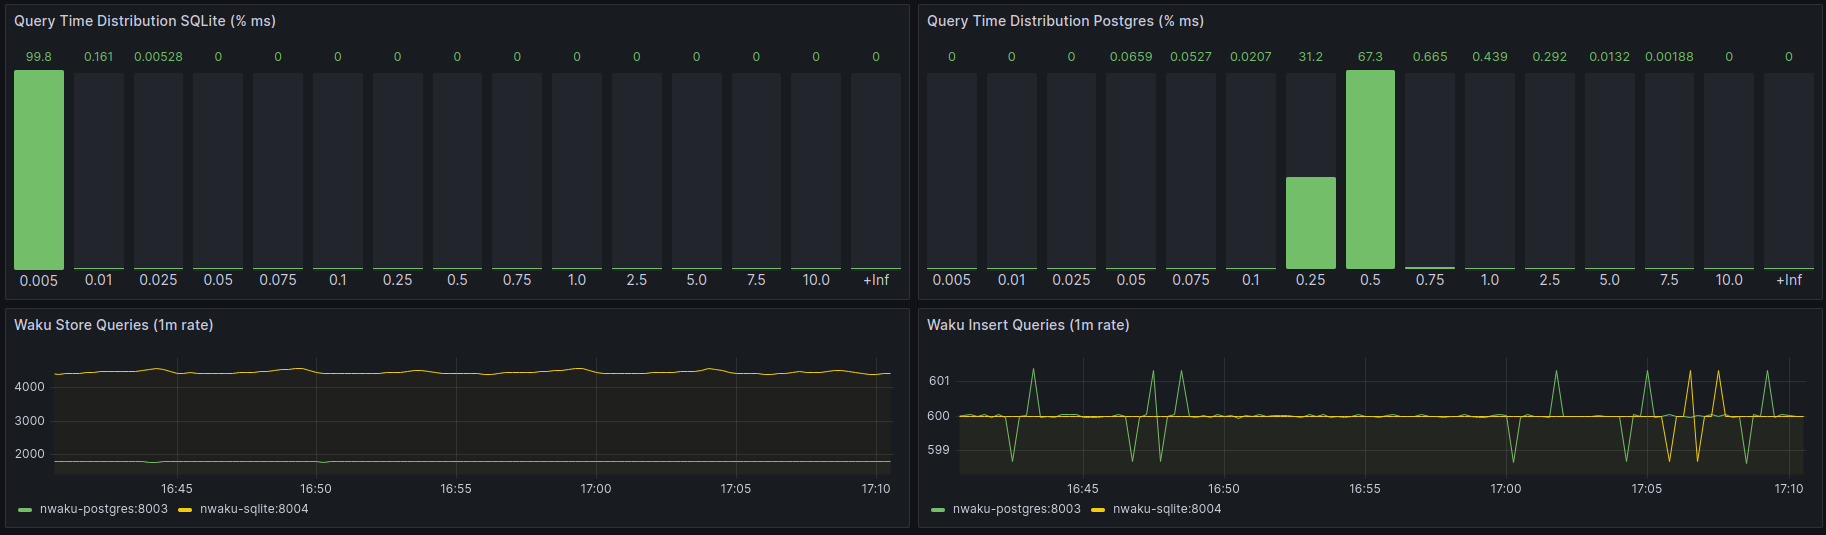 Query Time Distribution SQLite (% ms)
99.8 0.161 0.00528 0 0 0 0 0 0 0 0 0 0 0 0
0.005 0.01 0.025 0.05 0.075 0.1 0.25 0.5 0.75 1.0 2.5 5.0 7.5 10.0 +Inf
Query Time Distribution Postgres (% ms)
0 0 0 0.0659 0.0527 0.0207 31.2 67.3 0.665 0.439 0.292 0.0132 0.00188 0 0
0.005 0.01 0.025 0.05 0.075 0.1 0.25 0.5 0.75 1.0 2.5 5.0 7.5 10.0 +Inf
Waku Store Queries (1m rate)
4000
3000
2000
16:45 16:50 16:55 17:00 17:05 17:10
nwaku-postgres:8003 nwaku-sqlite:8004
Waku Insert Queries (1m rate)
601
600
599
16:45 16:50 16:55 17:00 17:05 17:10
nwaku-postgres:8003 nwaku-sqlite:8004